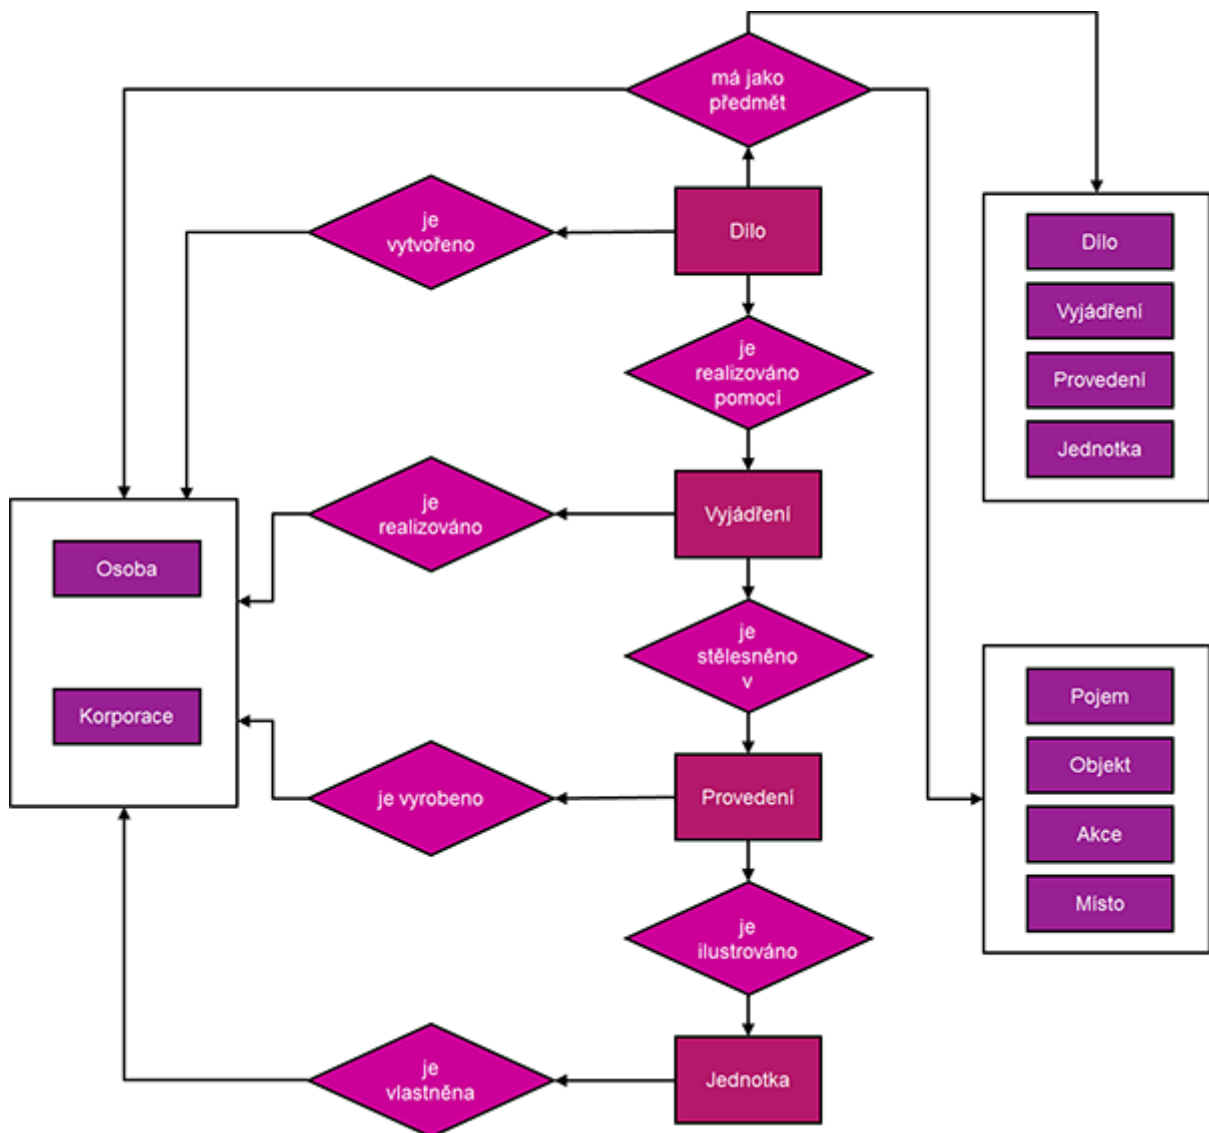 má jako
předmět
Dílo
je
vytvořeno
Dílo
Vyjádření
Provedení
Jednotka
je
realizováno
pomocí
je
realizováno
Vyjádření
Osoba
Korporace
je
stělesněno
v
Pojem
Objekt
Akce
Místo
je vyrobeno
Provedení
je
ilustrováno
je
vlastněna
Jednotka